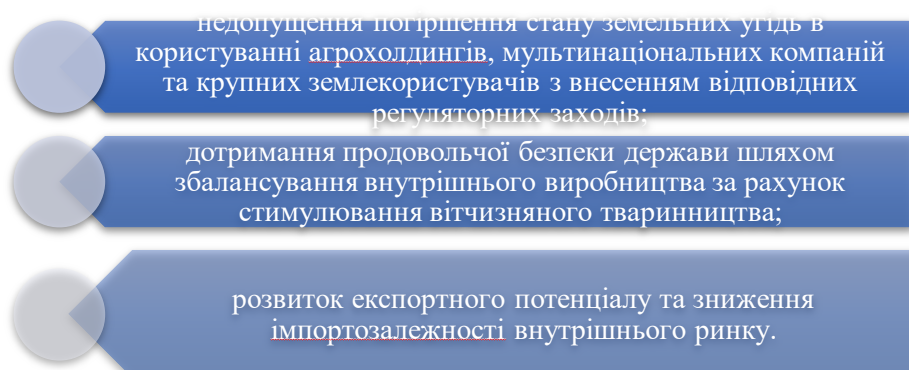 недопущення погіршення стану земельних угідь в
користуванні агрохолдингів, мультинаціональних компаній
та крупних землекористувачів з внесенням відповідних
регуляторних заходів;
дотримання продовольчої безпеки держави шляхом
збалансування внутрішнього виробництва за рахунок
стимулювання вітчизняного тваринництва;
розвиток експортного потенціалу та зниження
імпортозалежності внутрішнього ринку.